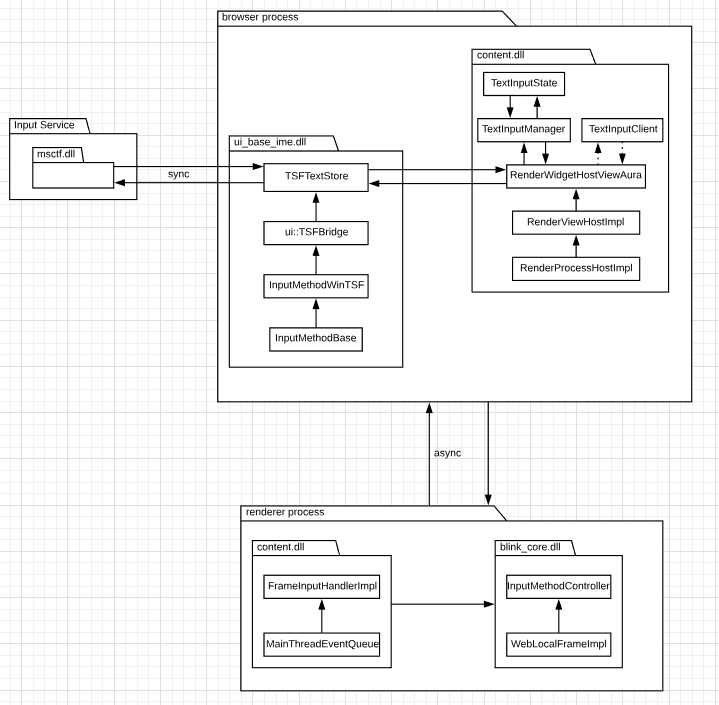 browser process
content.dll
TextInputState
TextInputManager
TextInputClient
RenderWidgetHostViewAura
RenderViewHostImpl
RenderProcessHostImpl
Input Service
msctf.dll
sync
ui_base_ime.dll
TSFTextStore
ui::TSFBridge
InputMethodWinTSF
InputMethodBase
async
renderer process
content.dll
FrameInputHandlerImpl
MainThreadEventQueue
blink_core.dll
InputMethodController
WebLocalFrameImpl